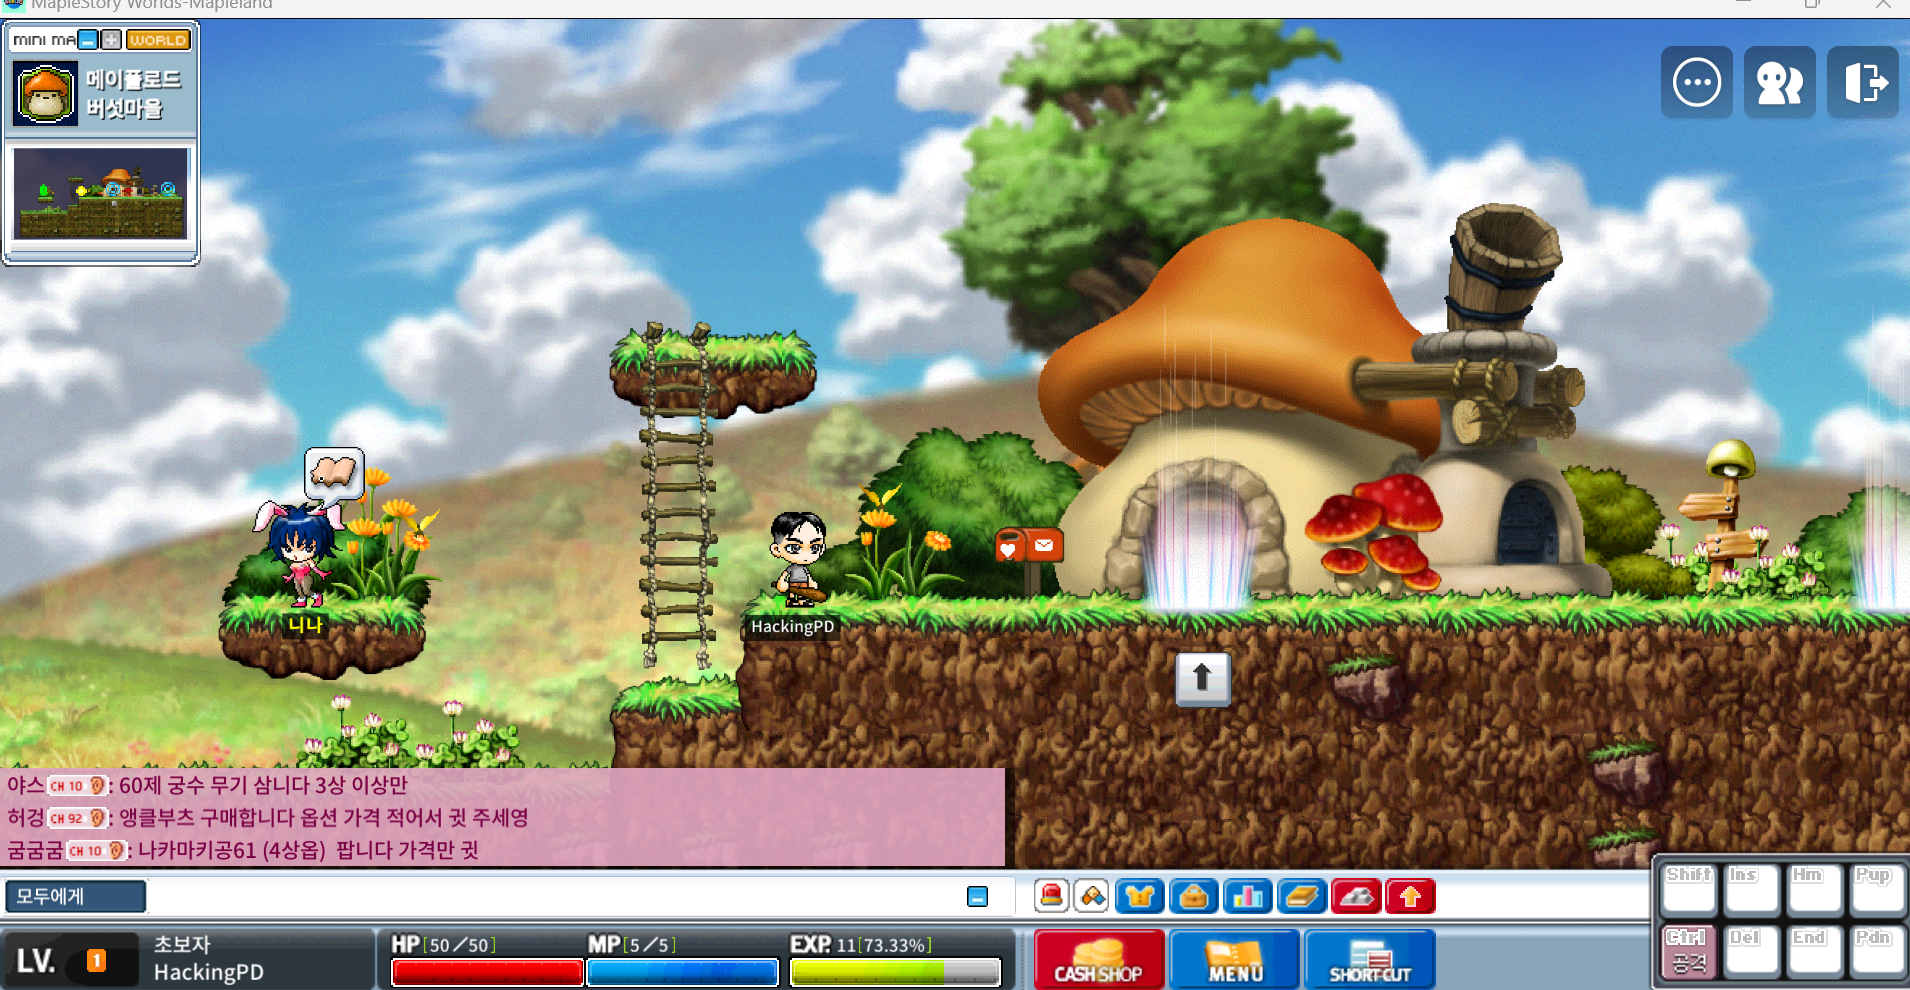 MapleStory Worlds-Mapleland
MINI MA
WORLD
메이플로드
버섯마을
니나
HackingPD
야스 CH 10 : 60제 궁수 무기 삽니다 3상 이상만
허겅 CH 92 : 앵클부츠 구매합니다 옵션 가격 적어서 귓 주세영
굼굼굼 CH 10 : 나카마키공61 (4상옵) 팝니다 가격만 귓
모두에게
LV. 1
초보자
HackingPD
HP[50/50]
MP[5/5]
EXP. 11[73.33%]
CASH SHOP
MENU
SHORT CUT
Shift Ins Hm Pup
Ctrl Del End Pdn
공격